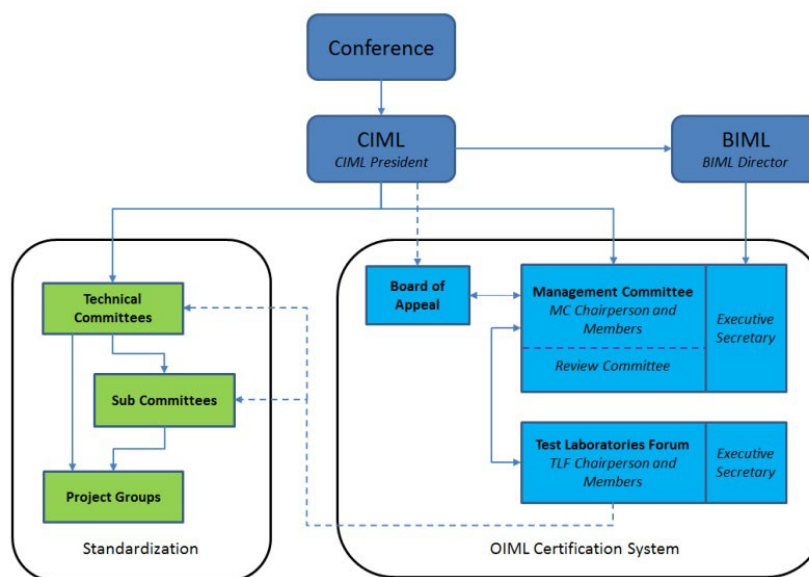 Conference
CIML
CIML President
BIML
BIML Director
Technical
Committees
Sub Committees
Project Groups
Standardization
Board of
Appeal
Management Committee
MC Chairperson and
Members
Review Committee
Executive
Secretary
Test Laboratories Forum
TLF Chairperson and
Members
Executive
Secretary
OIML Certification System